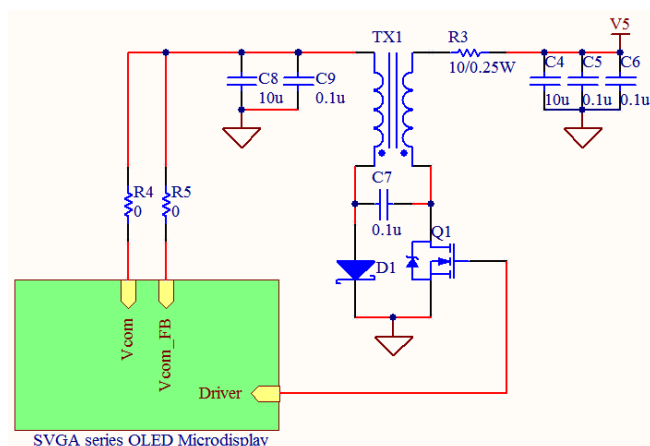 V5
TX1
R3
10/0.25W
C8
10u
C9
0.1u
C4
10u
C5
0.1u
C6
0.1u
C7
0.1u
R4
0
R5
0
Q1
D1
Vcom
Vcom_FB
Driver
SVGA series OLED Microdisplay